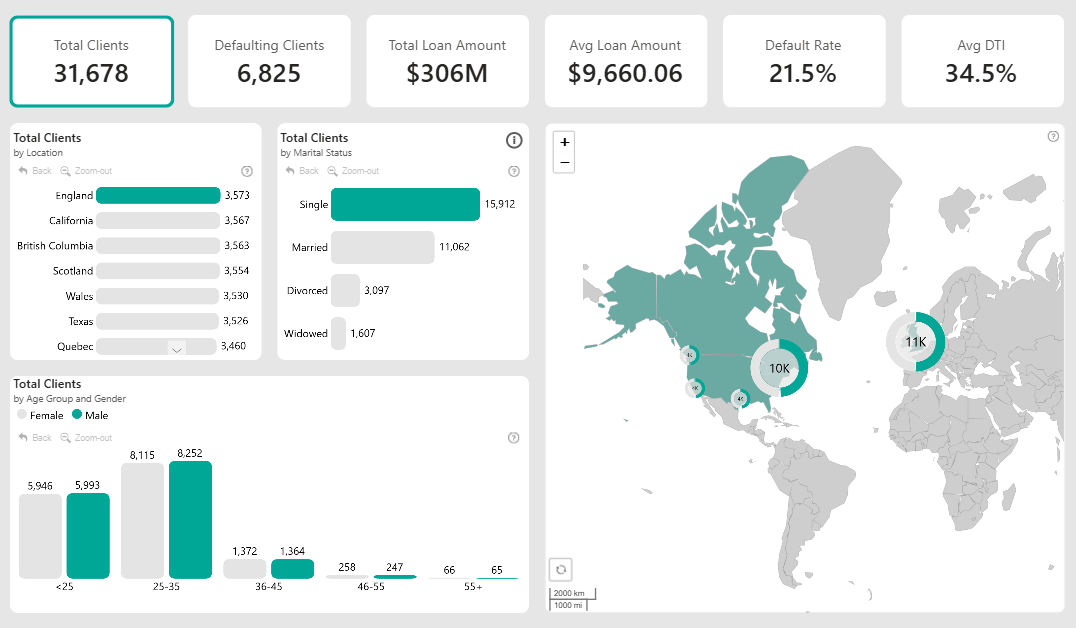 Total Clients
31,678
Defaulting Clients
6,825
Total Loan Amount
$306M
Avg Loan Amount
$9,660.06
Default Rate
21.5%
Avg DTI
34.5%
Total Clients
by Location
Back Zoom-out ?
England 3,573
California 3,567
British Columbia 3,563
Scotland 3,554
Wales 3,530
Texas 3,526
Quebec 3,460
Total Clients
by Marital Status
Back Zoom-out ?
Single 15,912
Married 11,062
Divorced 3,097
Widowed 1,607
Total Clients
by Age Group and Gender
Female Male
Back Zoom-out ?
5,946 5,993 8,115 8,252 1,372 1,364 258 247 66 65
<25 25-35 36-45 46-55 55+
+
−
?
11K
10K
2000 km
1000 mi